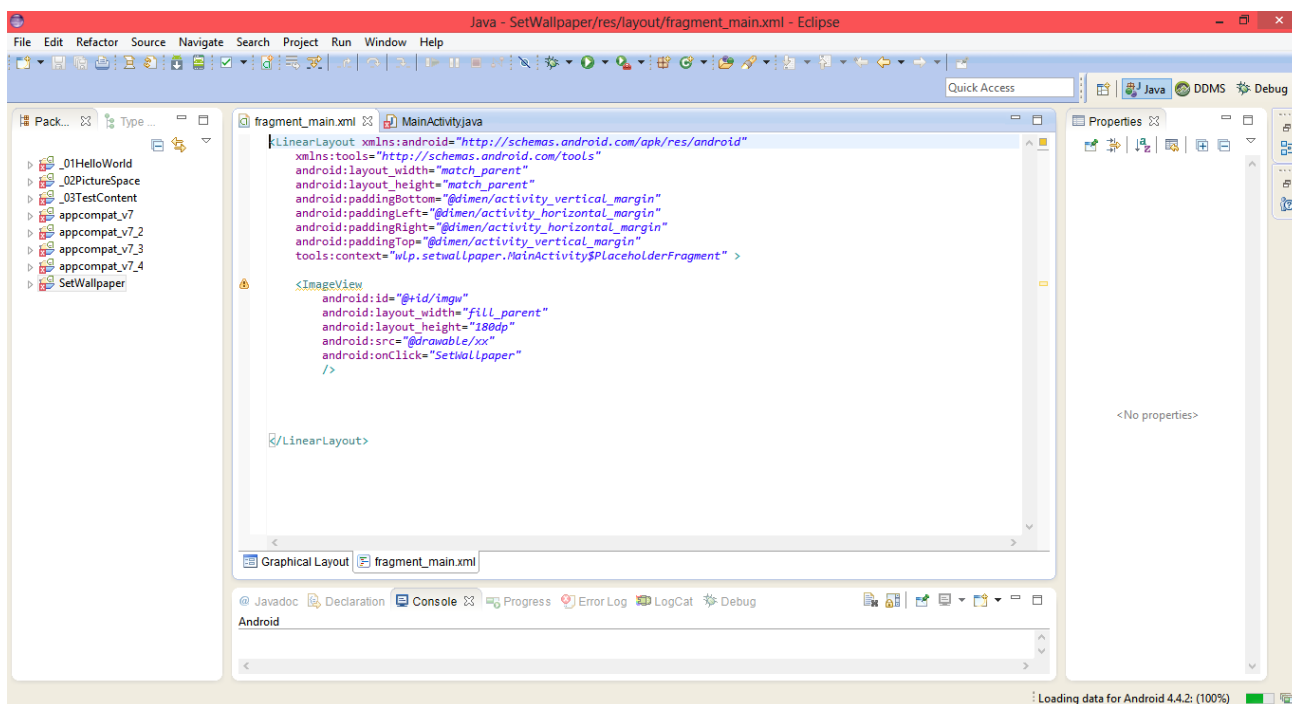 Java - SetWallpaper/res/layout/fragment_main.xml - Eclipse
File Edit Refactor Source Navigate Search Project Run Window Help
Quick Access
Java DDMS Debug
Pack... Type ...
_01HelloWorld
_02PictureSpace
_03TestContent
appcompat_v7
appcompat_v7_2
appcompat_v7_3
appcompat_v7_4
SetWallpaper
fragment_main.xml MainActivity.java
<LinearLayout xmlns:android="http://schemas.android.com/apk/res/android"
xmlns:tools="http://schemas.android.com/tools"
android:layout_width="match_parent"
android:layout_height="match_parent"
android:paddingBottom="@dimen/activity_vertical_margin"
android:paddingLeft="@dimen/activity_horizontal_margin"
android:paddingRight="@dimen/activity_horizontal_margin"
android:paddingTop="@dimen/activity_vertical_margin"
tools:context="wlp.setwallpaper.MainActivity$PlaceholderFragment" >
<ImageView
android:id="@+id/imgw"
android:layout_width="fill_parent"
android:layout_height="180dp"
android:src="@drawable/xx"
android:onClick="SetWallpaper"
/>
</LinearLayout>
Graphical Layout fragment_main.xml
Properties
<No properties>
@ Javadoc Declaration Console Progress Error Log LogCat Debug
Android
Loading data for Android 4.4.2: (100%)